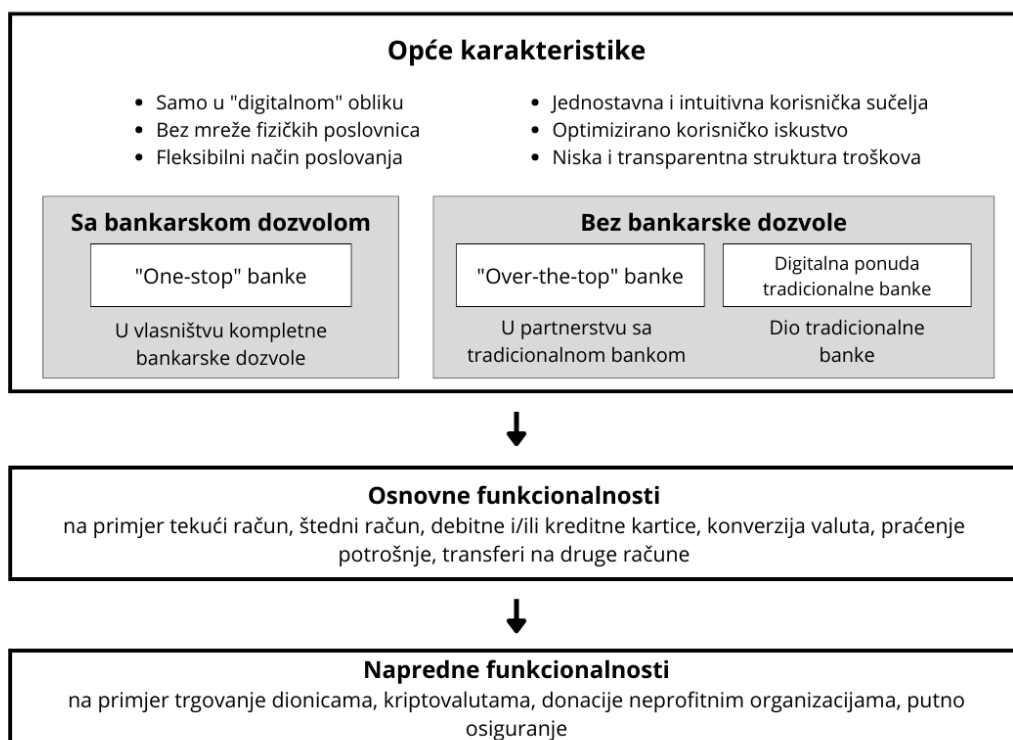 Opće karakteristike
• Samo u "digitalnom" obliku
• Bez mreže fizičkih poslovnica
• Fleksibilni način poslovanja
• Jednostavna i intuitivna korisnička sučelja
• Optimizirano korisničko iskustvo
• Niska i transparentna struktura troškova
Sa bankarskom dozvolom
"One-stop" banke
U vlasništvu kompletne
bankarske dozvole
Bez bankarske dozvole
"Over-the-top" banke
U partnerstvu sa
tradicionalnom bankom
Digitalna ponuda
tradicionalne banke
Dio tradicionalne
banke
Osnovne funkcionalnosti
na primjer tekući račun, štedni račun, debitne i/ili kreditne kartice, konverzija valuta, praćenje
potrošnje, transferi na druge račune
Napredne funkcionalnosti
na primjer trgovanje dionicama, kriptovalutama, donacije neprofitnim organizacijama, putno
osiguranje